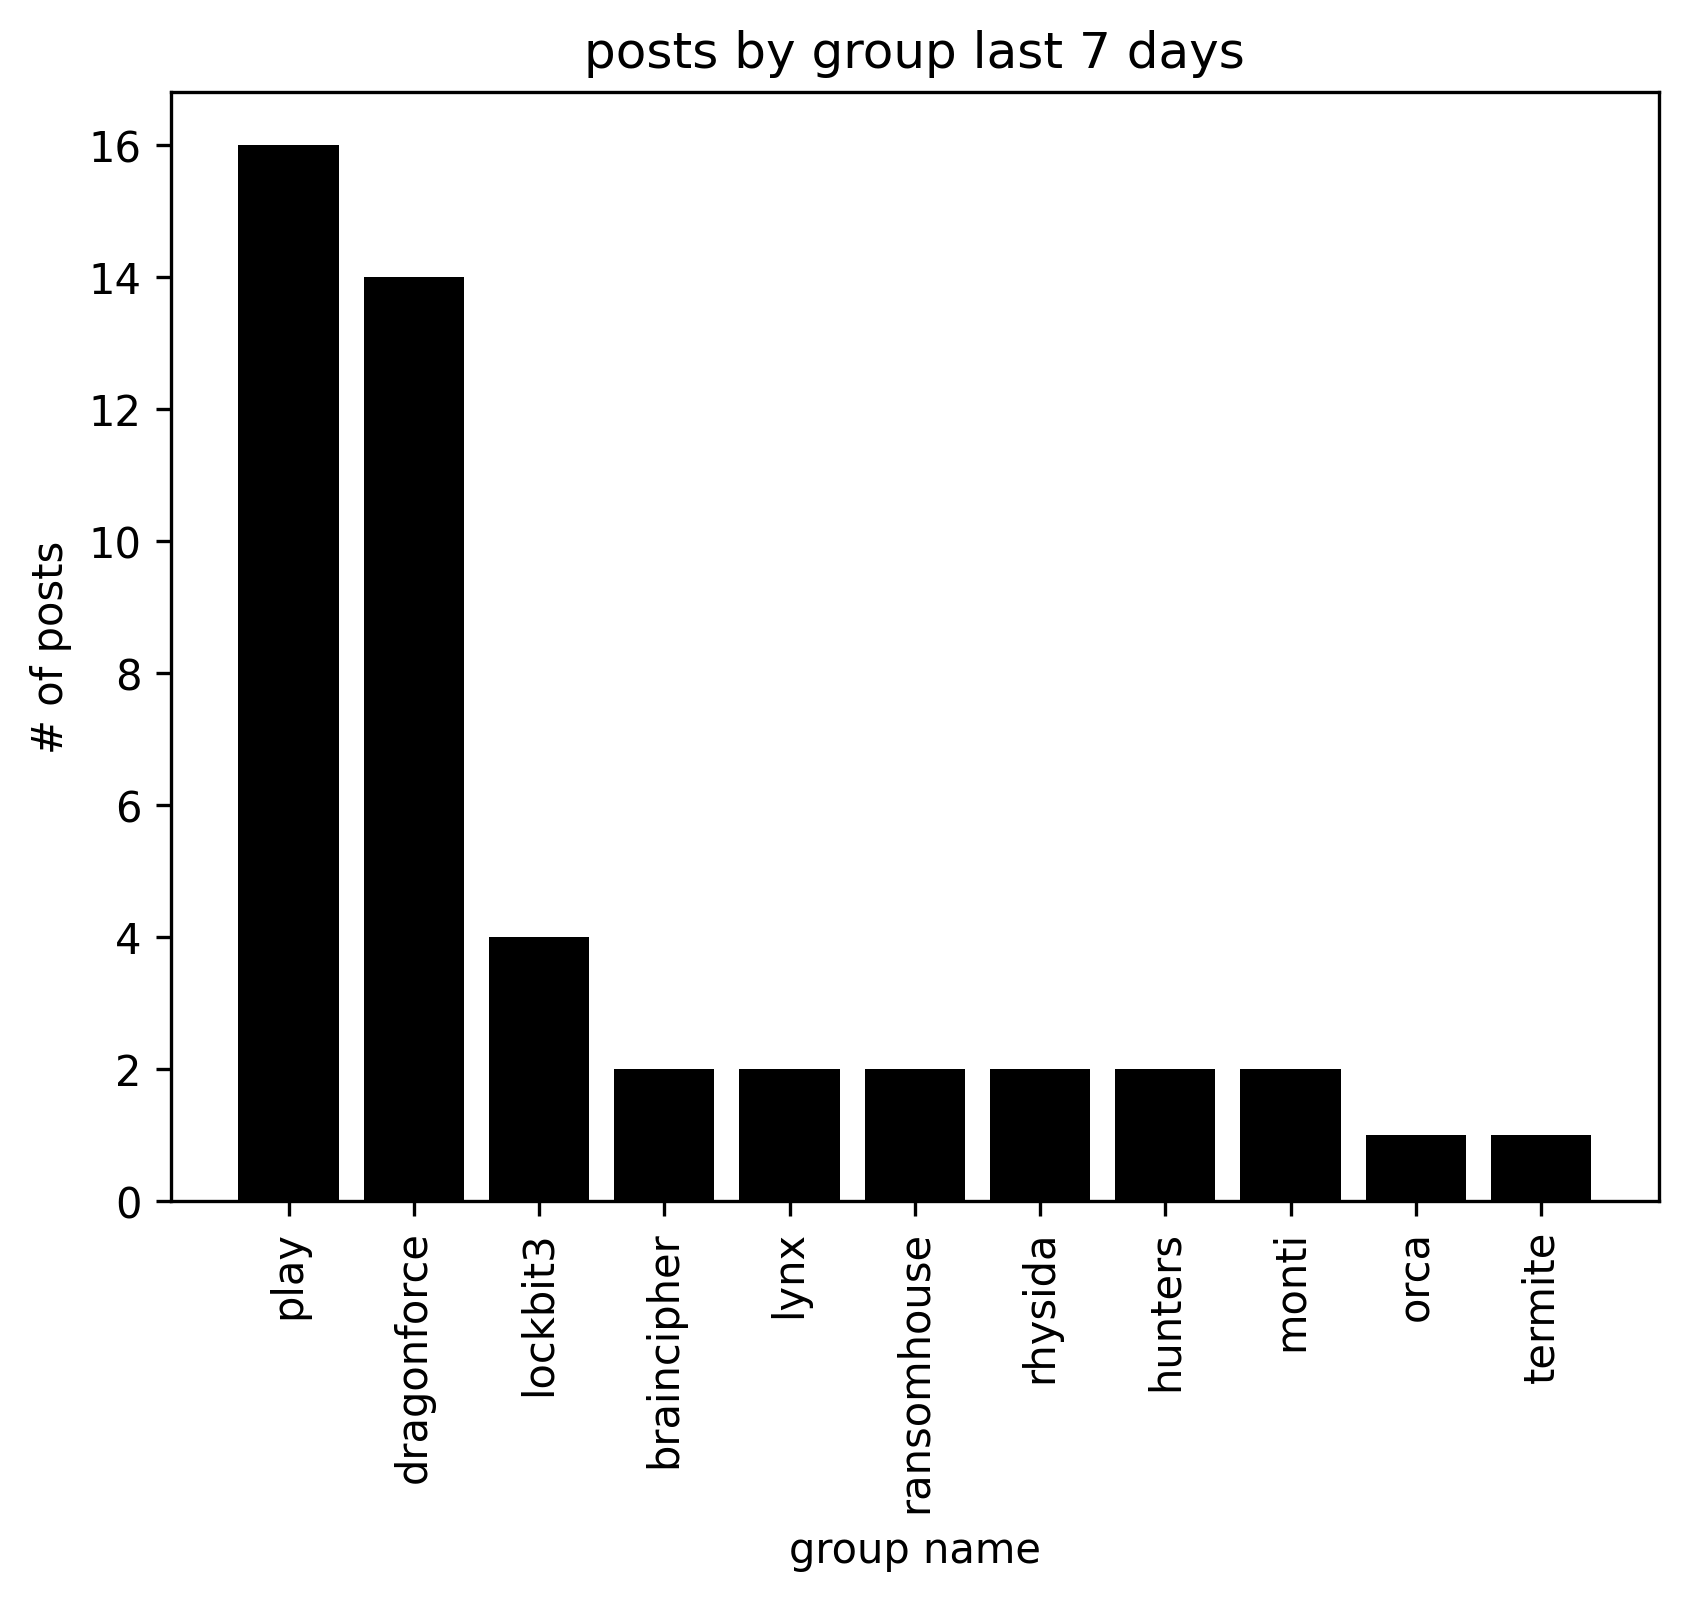 posts by group last 7 days
16
14
12
10
8
6
4
2
0
# of posts
play
dragonforce
lockbit3
braincipher
lynx
ransomhouse
rhysida
hunters
monti
orca
termite
group name